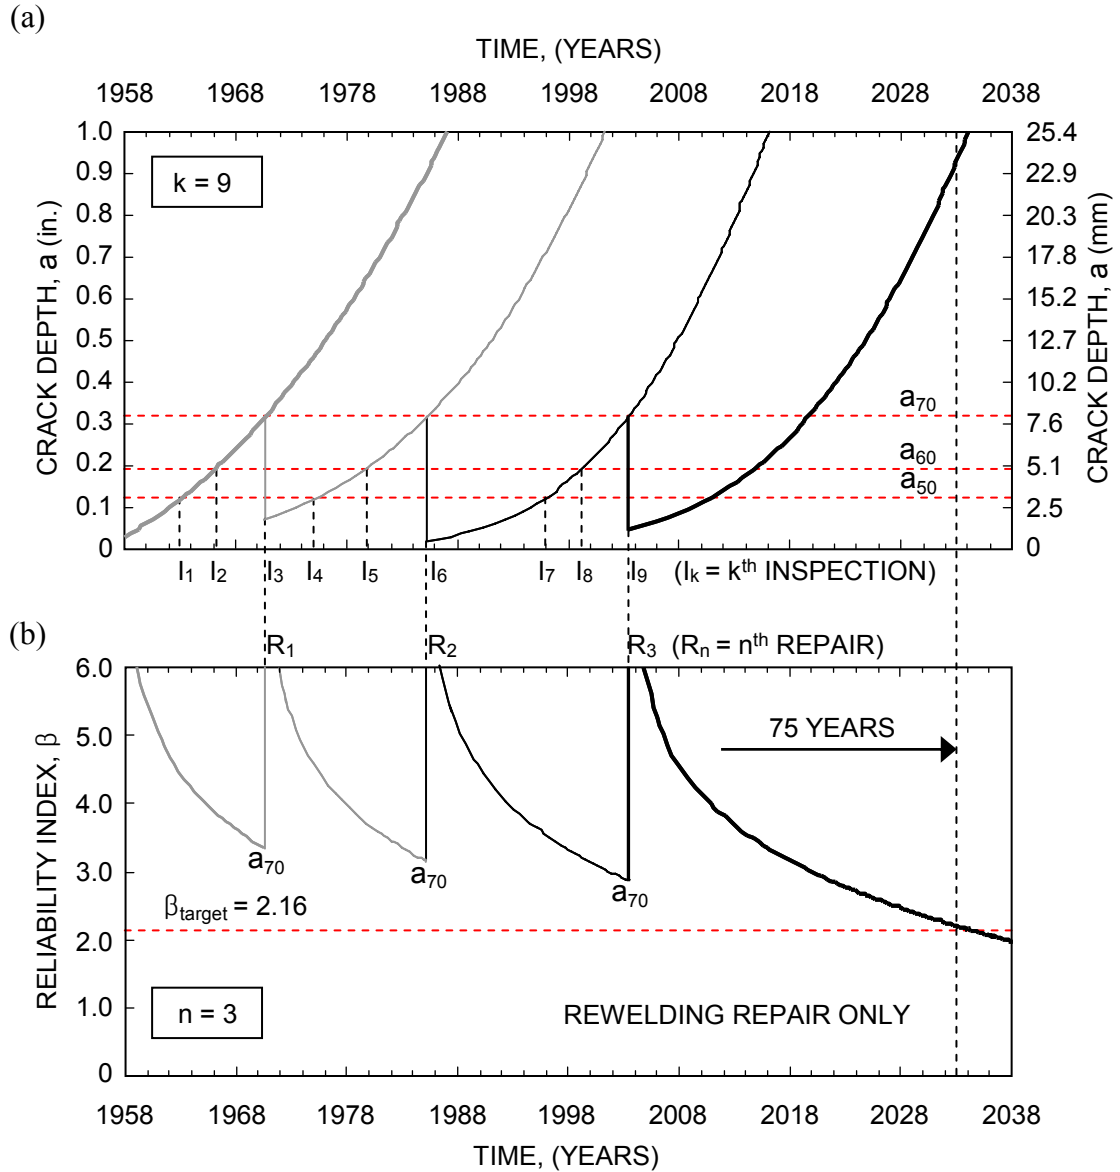 (a)
TIME, (YEARS)
1958 1968 1978 1988 1998 2008 2018 2028 2038
CRACK DEPTH, a (in.)
1.0
0.9
0.8
0.7
0.6
0.5
0.4
0.3
0.2
0.1
0
k = 9
a70
a60
a50
25.4
22.9
20.3
17.8
15.2
12.7
10.2
7.6
5.1
2.5
0
CRACK DEPTH, a (mm)
I1 I2 I3 I4 I5 I6 I7 I8 I9 (Ik = kth INSPECTION)
(b)
R1 R2 R3 (Rn = nth REPAIR)
RELIABILITY INDEX, β
6.0
5.0
4.0
3.0
2.0
1.0
0
75 YEARS
a70 a70 a70
βtarget = 2.16
n = 3
REWELDING REPAIR ONLY
1958 1968 1978 1988 1998 2008 2018 2028 2038
TIME, (YEARS)